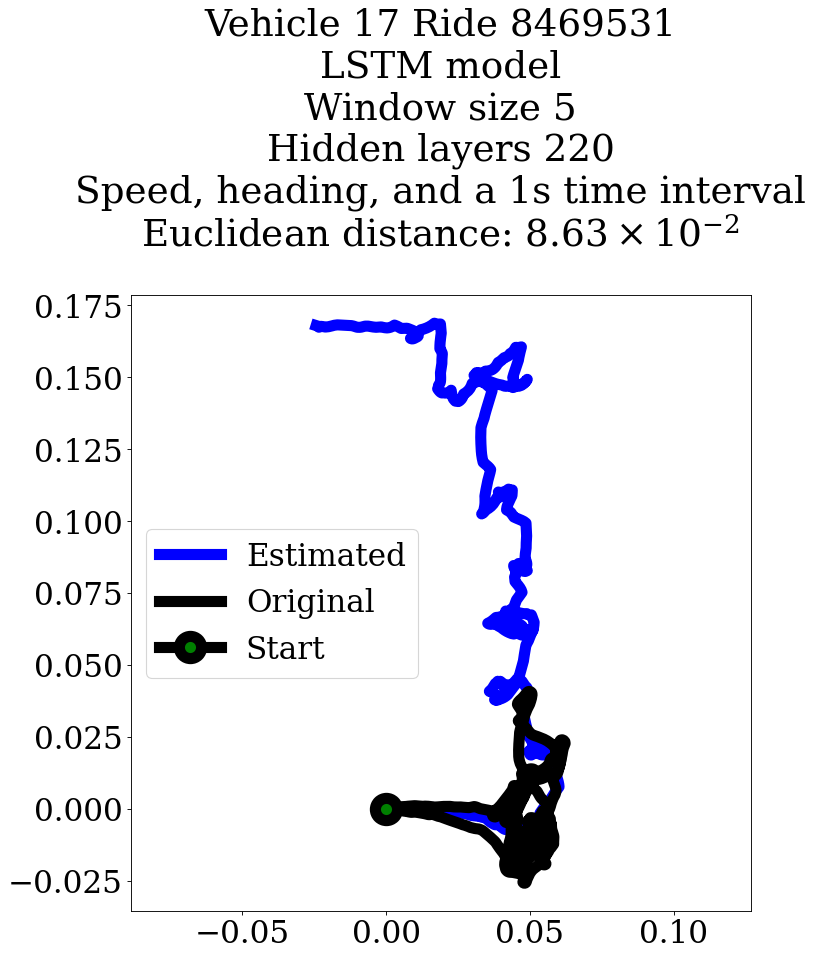 Vehicle 17 Ride 8469531
LSTM model
Window size 5
Hidden layers 220
Speed, heading, and a 1s time interval
Euclidean distance: 8.63 × 10⁻²
0.175
0.150
0.125
0.100
0.075
0.050
0.025
0.000
−0.025
Estimated
Original
Start
−0.05
0.00
0.05
0.10